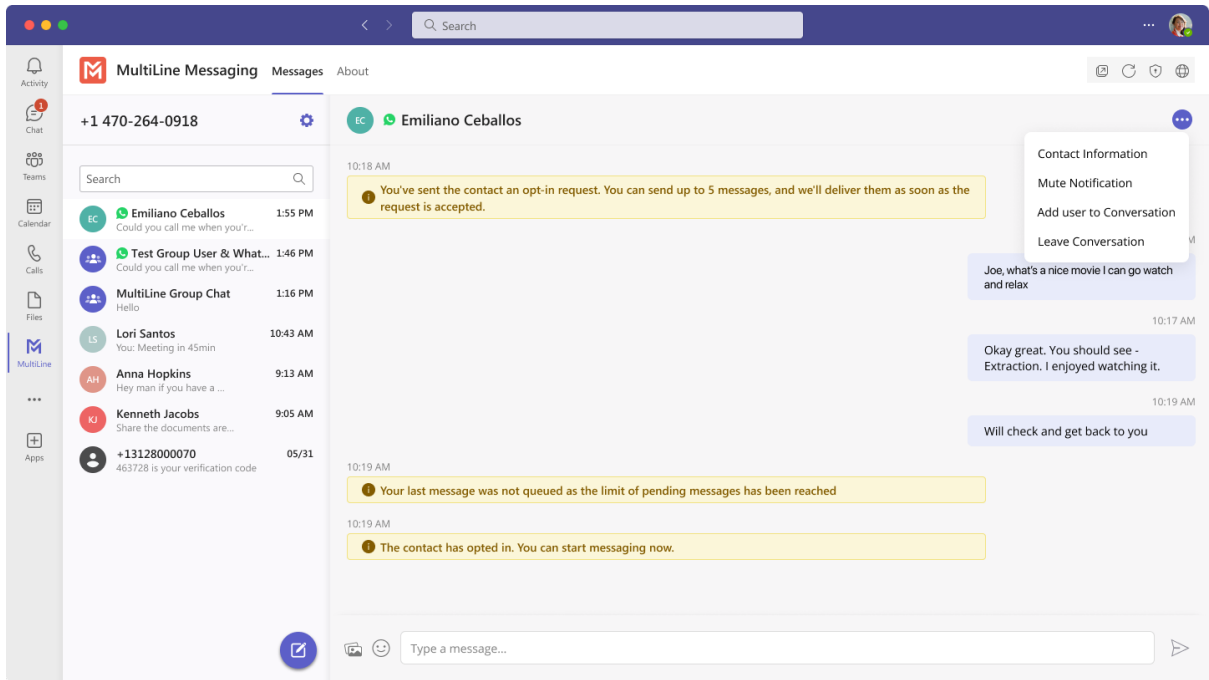 Search
Activity
1
Chat
Teams
Calendar
Calls
Files
MultiLine
Apps
MultiLine Messaging
Messages
About
+1 470-264-0918
Search
EC
Emiliano Ceballos
1:55 PM
Could you call me when you'r...
Test Group User & What...
1:46 PM
Could you call me when you'r...
MultiLine Group Chat
1:16 PM
Hello
LS
Lori Santos
10:43 AM
You: Meeting in 45min
AH
Anna Hopkins
9:13 AM
Hey man if you have a ...
KJ
Kenneth Jacobs
9:05 AM
Share the documents are...
+13128000070
05/31
463728 is your verification code
EC
Emiliano Ceballos
Contact Information
Mute Notification
Add user to Conversation
Leave Conversation
10:18 AM
You've sent the contact an opt-in request. You can send up to 5 messages, and we'll deliver them as soon as the
request is accepted.
Joe, what's a nice movie I can go watch
and relax
10:17 AM
Okay great. You should see -
Extraction. I enjoyed watching it.
10:19 AM
Will check and get back to you
10:19 AM
Your last message was not queued as the limit of pending messages has been reached
10:19 AM
The contact has opted in. You can start messaging now.
Type a message...